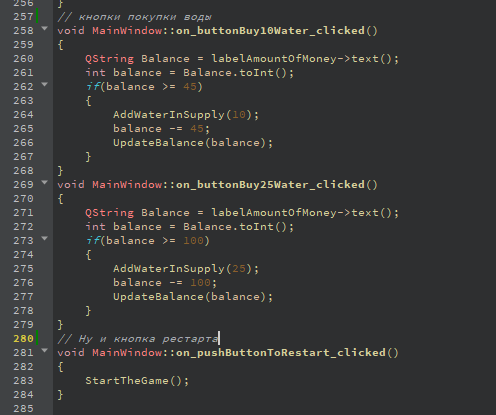 256 }
257 // кнопки покупки воды
258 void MainWindow::on_buttonBuy10Water_clicked()
259 {
260 QString Balance = labelAmountOfMoney->text();
261 int balance = Balance.toInt();
262 if(balance >= 45)
263 {
264 AddWaterInSupply(10);
265 balance -= 45;
266 UpdateBalance(balance);
267 }
268 }
269 void MainWindow::on_buttonBuy25Water_clicked()
270 {
271 QString Balance = labelAmountOfMoney->text();
272 int balance = Balance.toInt();
273 if(balance >= 100)
274 {
275 AddWaterInSupply(25);
276 balance -= 100;
277 UpdateBalance(balance);
278 }
279 }
280 // Ну и кнопка рестарта
281 void MainWindow::on_pushButtonToRestart_clicked()
282 {
283 StartTheGame();
284 }
285